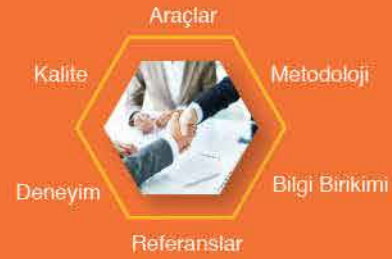 Araçlar
Kalite
Metodoloji
Deneyim
Bilgi Birikimi
Referanslar